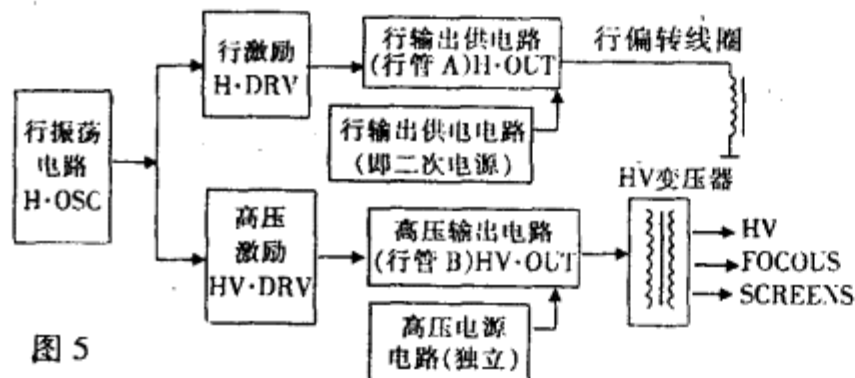 行振荡
电路
H·OSC
行激励
H·DRV
行输出供电路
(行管A)H·OUT
行输出供电电路
(即二次电源)
行偏转线圈
高压
激励
HV·DRV
高压输出电路
(行管B)HV·OUT
高压电源
电路(独立)
HV变压器
HV
FOCOUS
SCREENS
图5